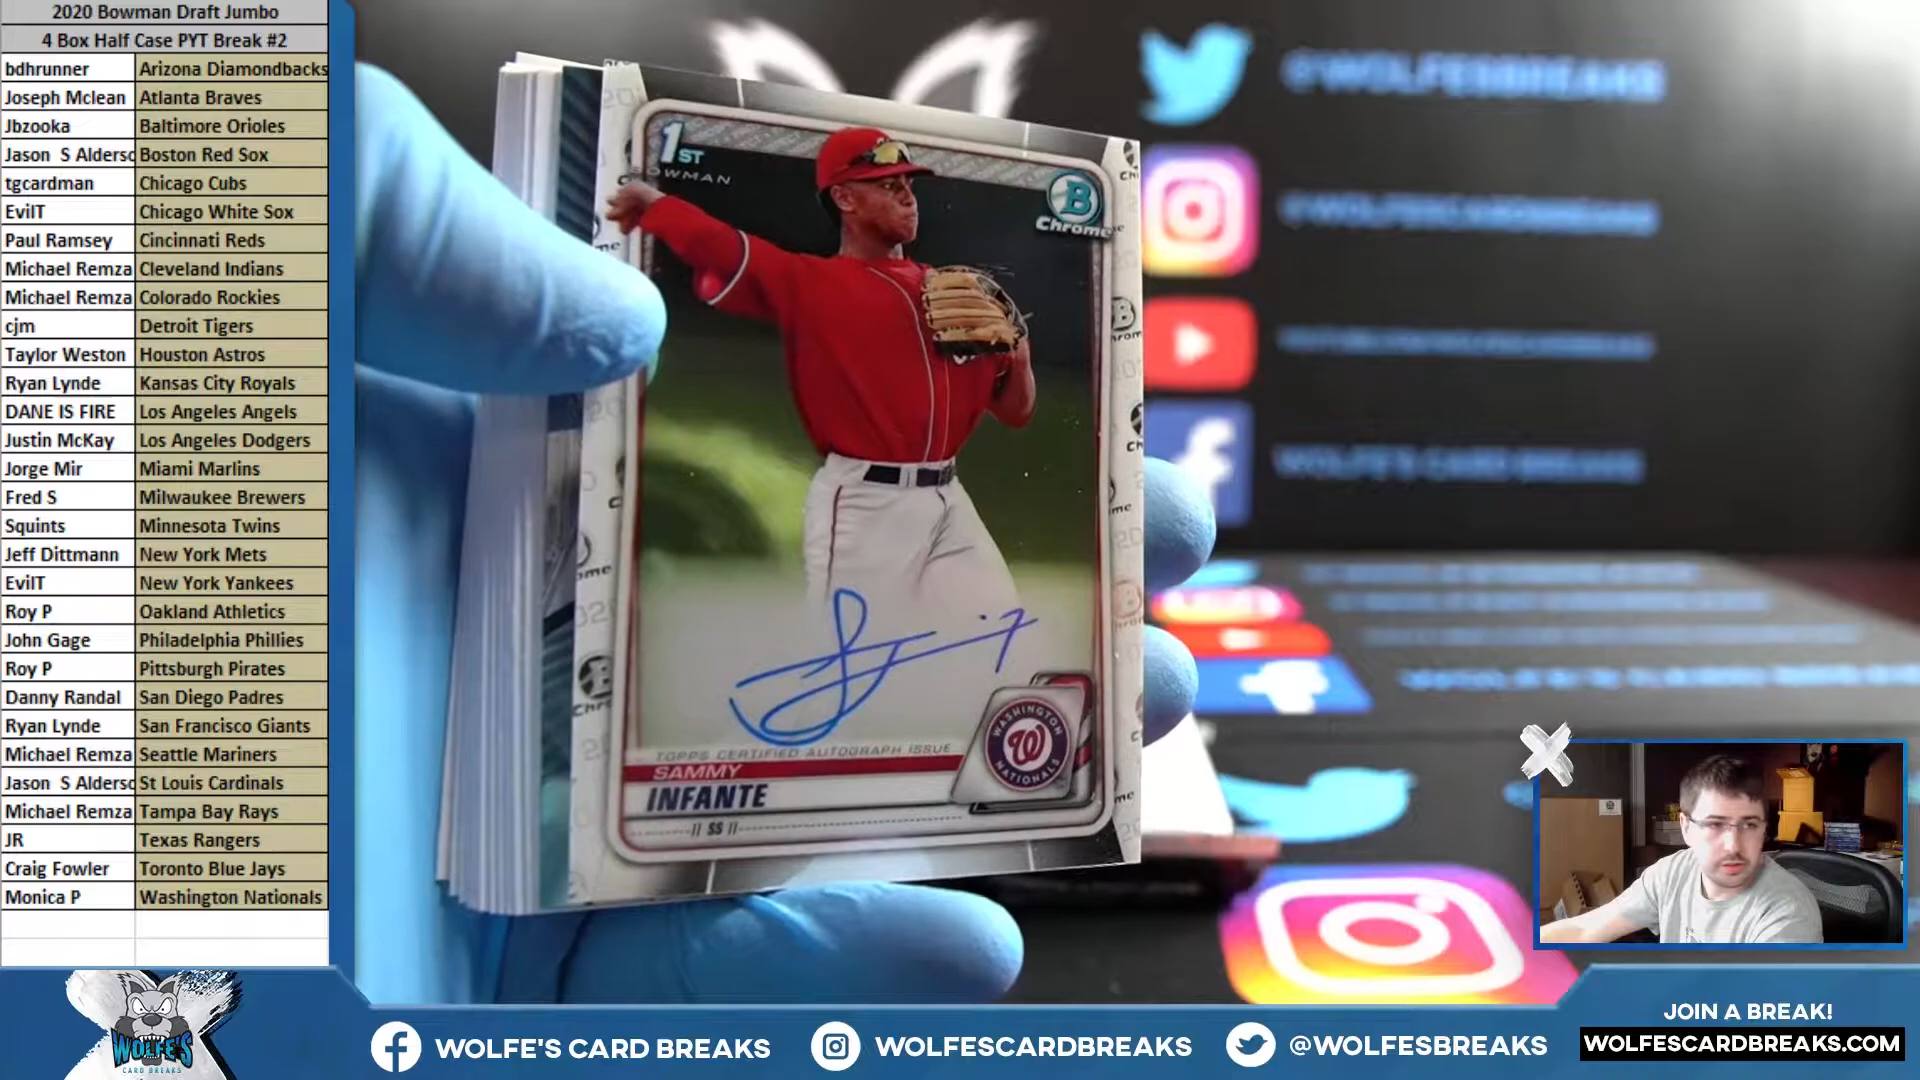 2020 Bowman Draft Jumbo
4 Box Half Case PYT Break #2
bdhrunner Arizona Diamondbacks
Joseph Mclean Atlanta Braves
Jbzooka Baltimore Orioles
Jason S Alderso Boston Red Sox
tgcardman Chicago Cubs
EvilT Chicago White Sox
Paul Ramsey Cincinnati Reds
Michael Remza Cleveland Indians
Michael Remza Colorado Rockies
cjm Detroit Tigers
Taylor Weston Houston Astros
Ryan Lynde Kansas City Royals
DANE IS FIRE Los Angeles Angels
Justin McKay Los Angeles Dodgers
Jorge Mir Miami Marlins
Fred S Milwaukee Brewers
Squints Minnesota Twins
Jeff Dittmann New York Mets
EvilT New York Yankees
Roy P Oakland Athletics
John Gage Philadelphia Phillies
Roy P Pittsburgh Pirates
Danny Randal San Diego Padres
Ryan Lynde San Francisco Giants
Michael Remza Seattle Mariners
Jason S Alderso St Louis Cardinals
Michael Remza Tampa Bay Rays
JR Texas Rangers
Craig Fowler Toronto Blue Jays
Monica P Washington Nationals
1ST
BOWMAN
B
Chrome
TOPPS CERTIFIED AUTOGRAPH ISSUE
SAMMY
INFANTE
// SS //
WASHINGTON
W
NATIONALS
@WOLFESBREAKS
@WOLFESCARDBREAKS
WOLFE'S CARD BREAKS
WOLFE'S
CARD BREAKS
WOLFE'S CARD BREAKS
WOLFESCARDBREAKS
@WOLFESBREAKS
JOIN A BREAK!
WOLFESCARDBREAKS.COM